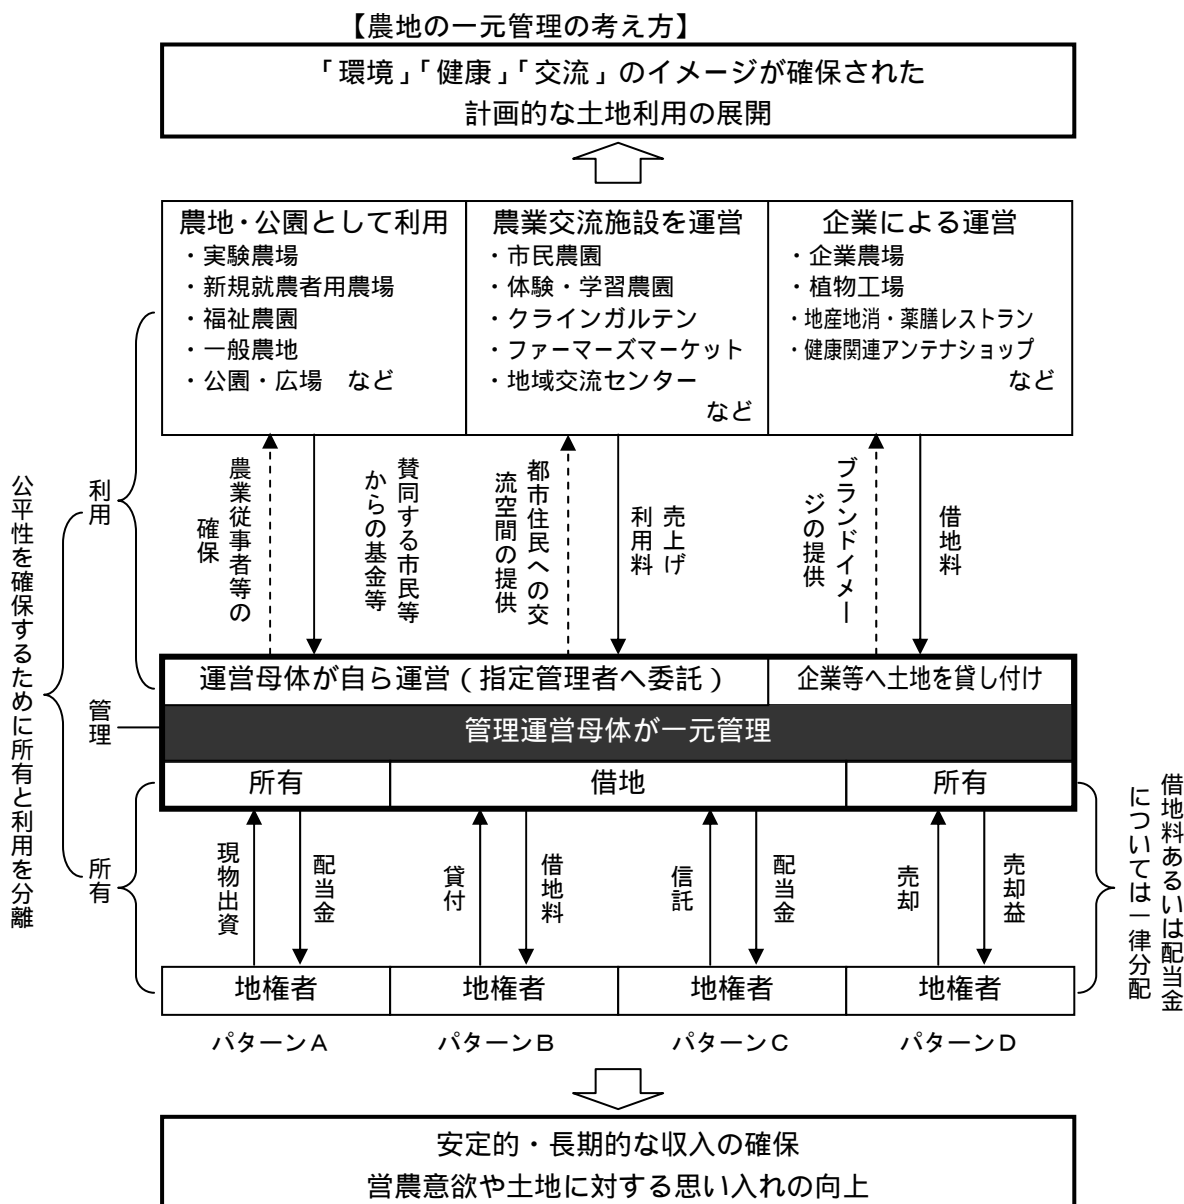 【農地の一元管理の考え方】
「環境」「健康」「交流」のイメージが確保された
計画的な土地利用の展開
農地・公園として利用
・実験農場
・新規就農者用農場
・福祉農園
・一般農地
・公園・広場　など
農業交流施設を運営
・市民農園
・体験・学習農園
・クラインガルテン
・ファーマーズマーケット
・地域交流センター
など
企業による運営
・企業農場
・植物工場
・地産地消・薬膳レストラン
・健康関連アンテナショップ
など
公平性を確保するために所有と利用を分離
利用
管理
所有
農業従事者等の
確保
賛同する市民等
からの基金等
都市住民への交
流空間の提供
売上げ
利用料
ブランドイメー
ジの提供
借地料
運営母体が自ら運営（指定管理者へ委託）
企業等へ土地を貸し付け
管理運営母体が一元管理
所有
借地
所有
現物出資
配当金
貸付
借地料
信託
配当金
売却
売却益
借地料あるいは配当金
については一律分配
地権者
地権者
地権者
地権者
パターンＡ
パターンＢ
パターンＣ
パターンＤ
安定的・長期的な収入の確保
営農意欲や土地に対する思い入れの向上